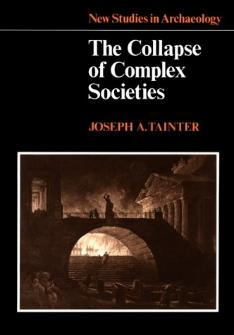 New Studies in Archaeology
The Collapse
of Complex
Societies
JOSEPH A. TAINTER